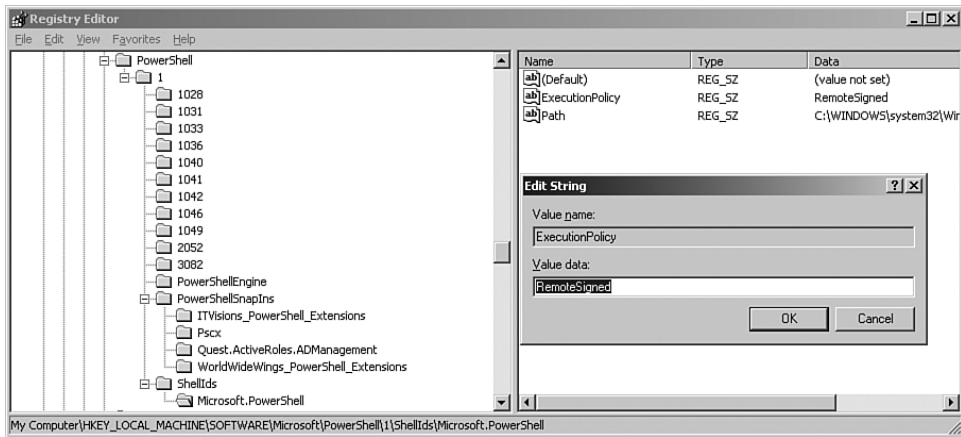 Registry Editor
File Edit View Favorites Help
PowerShell
1
1028
1031
1033
1036
1040
1041
1042
1046
1049
2052
3082
PowerShellEngine
PowerShellSnapIns
ITVisions_PowerShell_Extensions
Pscx
Quest.ActiveRoles.ADManagement
WorldWideWings_PowerShell_Extensions
ShellIds
Microsoft.PowerShell
Name Type Data
(Default) REG_SZ (value not set)
ExecutionPolicy REG_SZ RemoteSigned
Path REG_SZ C:\WINDOWS\system32\Wir
Edit String
Value name:
ExecutionPolicy
Value data:
RemoteSigned
OK Cancel
My Computer\HKEY_LOCAL_MACHINE\SOFTWARE\Microsoft\PowerShell\1\ShellIds\Microsoft.PowerShell